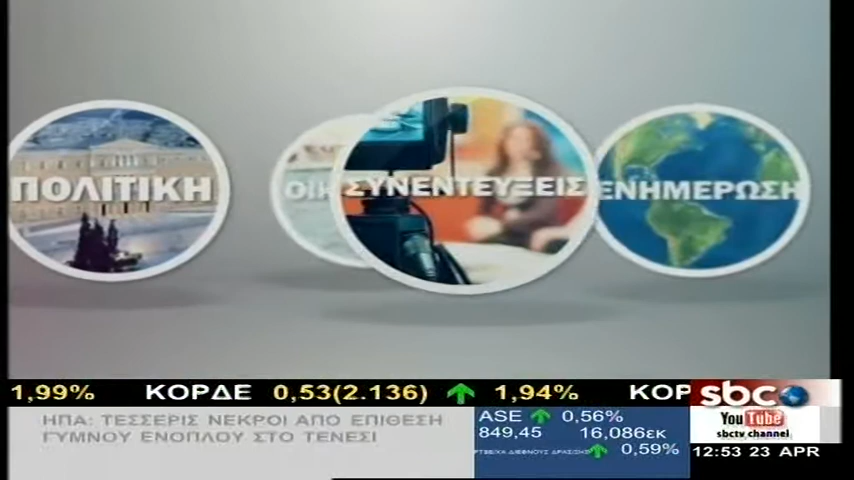 ΠΟΛΙΤΙΚΗ
ΟΙΚ
ΣΥΝΕΝΤΕΥΞΕΙΣ
ΕΝΗΜΕΡΩΣΗ
1,99% ΚΟΡΔΕ 0,53(2.136) 1,94% ΚΟΡ
sbc
ΗΠΑ: ΤΕΣΣΕΡΙΣ ΝΕΚΡΟΙ ΑΠΟ ΕΠΙΘΕΣΗ
ΓΥΜΝΟΥ ΕΝΟΠΛΟΥ ΣΤΟ ΤΕΝΕΣΙ
ASE 0,56%
849,45 16,086εκ
0,59%
You Tube
sbctv channel
12:53 23 APR